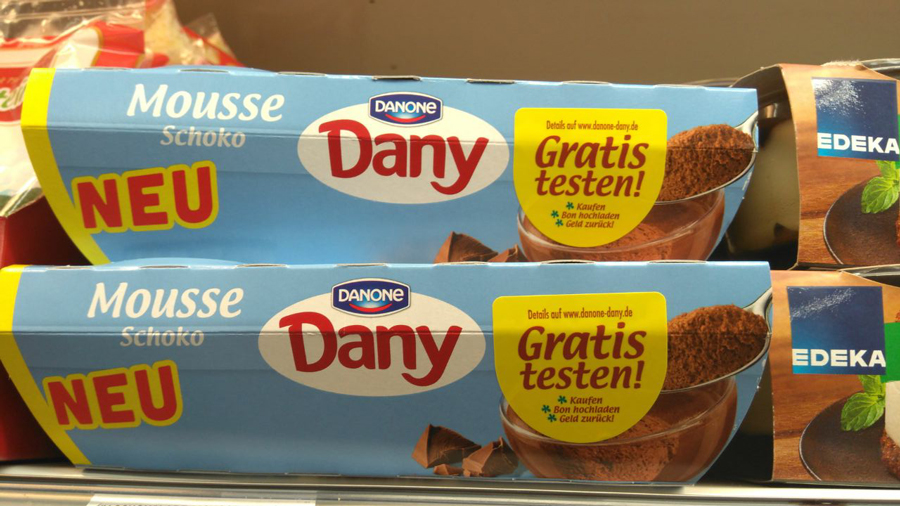 Mousse
Schoko
NEU
DANONE
Dany
Details auf www.danone-dany.de
Gratis
testen!
Kaufen
Bon hochladen
Geld zurück!
EDEKA
Mousse
Schoko
NEU
DANONE
Dany
Details auf www.danone-dany.de
Gratis
testen!
Kaufen
Bon hochladen
Geld zurück!
EDEKA